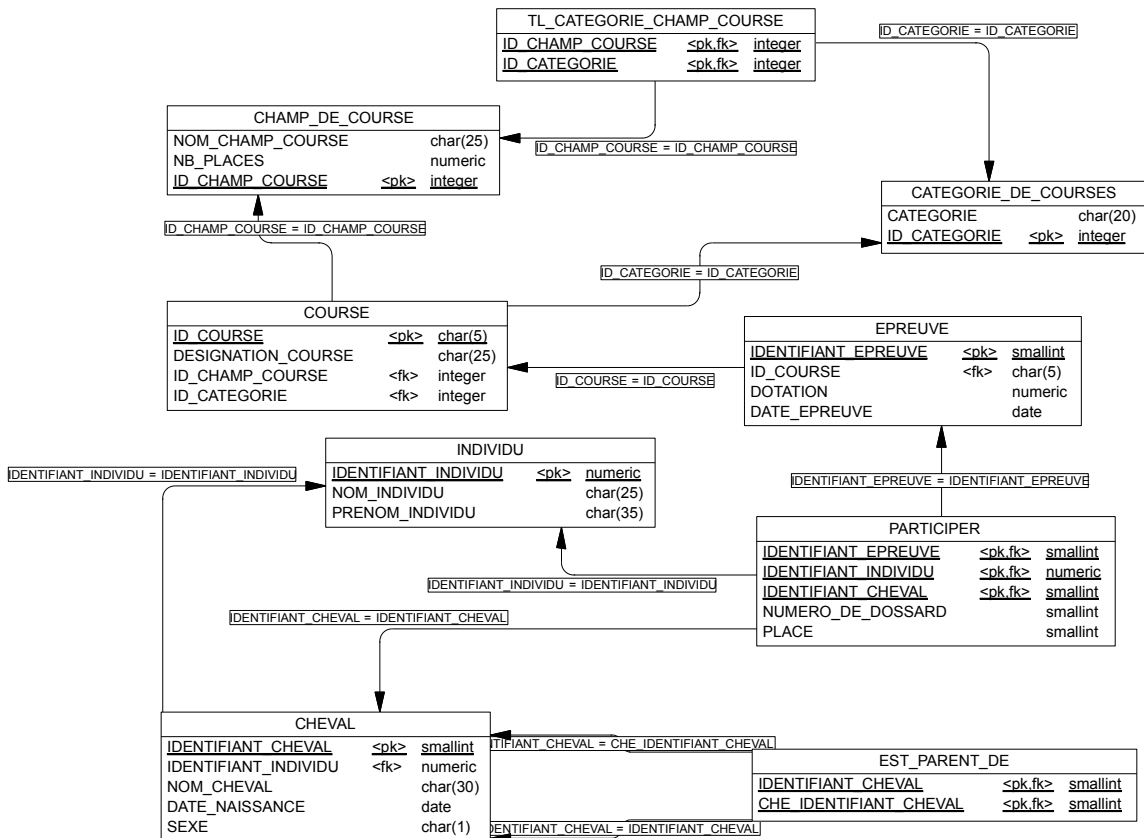 TL_CATEGORIE_CHAMP_COURSE
ID_CHAMP_COURSE <pk,fk> integer
ID_CATEGORIE <pk,fk> integer
ID_CATEGORIE = ID_CATEGORIE
CHAMP_DE_COURSE
NOM_CHAMP_COURSE char(25)
NB_PLACES numeric
ID_CHAMP_COURSE <pk> integer
ID_CHAMP_COURSE = ID_CHAMP_COURSE
CATEGORIE_DE_COURSES
CATEGORIE char(20)
ID_CATEGORIE <pk> integer
ID_CHAMP_COURSE = ID_CHAMP_COURSE
ID_CATEGORIE = ID_CATEGORIE
COURSE
ID_COURSE <pk> char(5)
DESIGNATION_COURSE char(25)
ID_CHAMP_COURSE <fk> integer
ID_CATEGORIE <fk> integer
EPREUVE
IDENTIFIANT_EPREUVE <pk> smallint
ID_COURSE <fk> char(5)
DOTATION numeric
DATE_EPREUVE date
ID_COURSE = ID_COURSE
INDIVIDU
IDENTIFIANT_INDIVIDU <pk> numeric
NOM_INDIVIDU char(25)
PRENOM_INDIVIDU char(35)
IDENTIFIANT_INDIVIDU = IDENTIFIANT_INDIVIDU
IDENTIFIANT_EPREUVE = IDENTIFIANT_EPREUVE
PARTICIPER
IDENTIFIANT_EPREUVE <pk,fk> smallint
IDENTIFIANT_INDIVIDU <pk,fk> numeric
IDENTIFIANT_CHEVAL <pk,fk> smallint
NUMERO_DE_DOSSARD smallint
PLACE smallint
IDENTIFIANT_INDIVIDU = IDENTIFIANT_INDIVIDU
IDENTIFIANT_CHEVAL = IDENTIFIANT_CHEVAL
CHEVAL
IDENTIFIANT_CHEVAL <pk> smallint
IDENTIFIANT_INDIVIDU <fk> numeric
NOM_CHEVAL char(30)
DATE_NAISSANCE date
SEXE char(1)
NTIFIANT_CHEVAL = CHE_IDENTIFIANT_CHEVAL
EST_PARENT_DE
IDENTIFIANT_CHEVAL <pk,fk> smallint
CHE_IDENTIFIANT_CHEVAL <pk,fk> smallint
DENTIFIANT_CHEVAL = IDENTIFIANT_CHEVAL